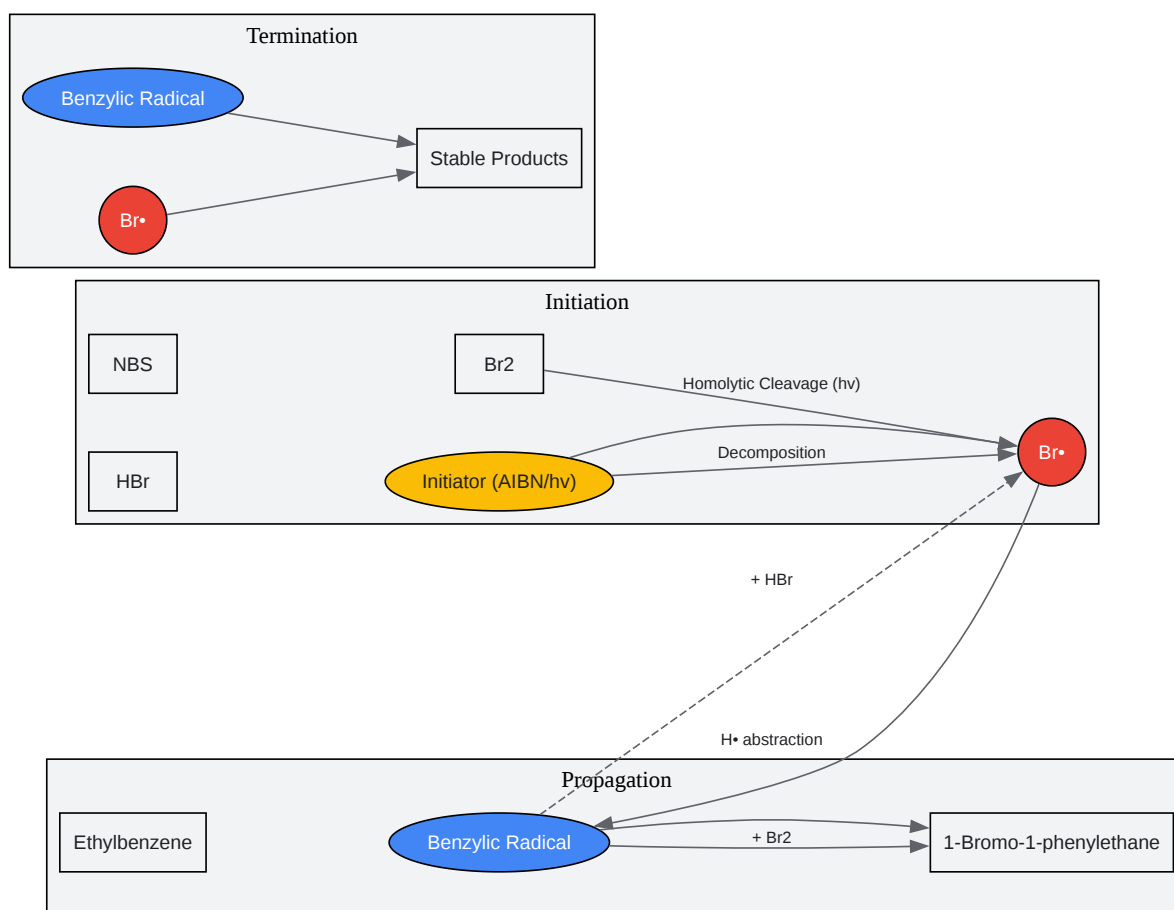 Termination
Benzylic Radical
Stable Products
Br•
Initiation
NBS
Br2
Homolytic Cleavage (hv)
Decomposition
Br•
HBr
Initiator (AIBN/hv)
+ HBr
H• abstraction
Propagation
Ethylbenzene
Benzylic Radical
+ Br2
1-Bromo-1-phenylethane